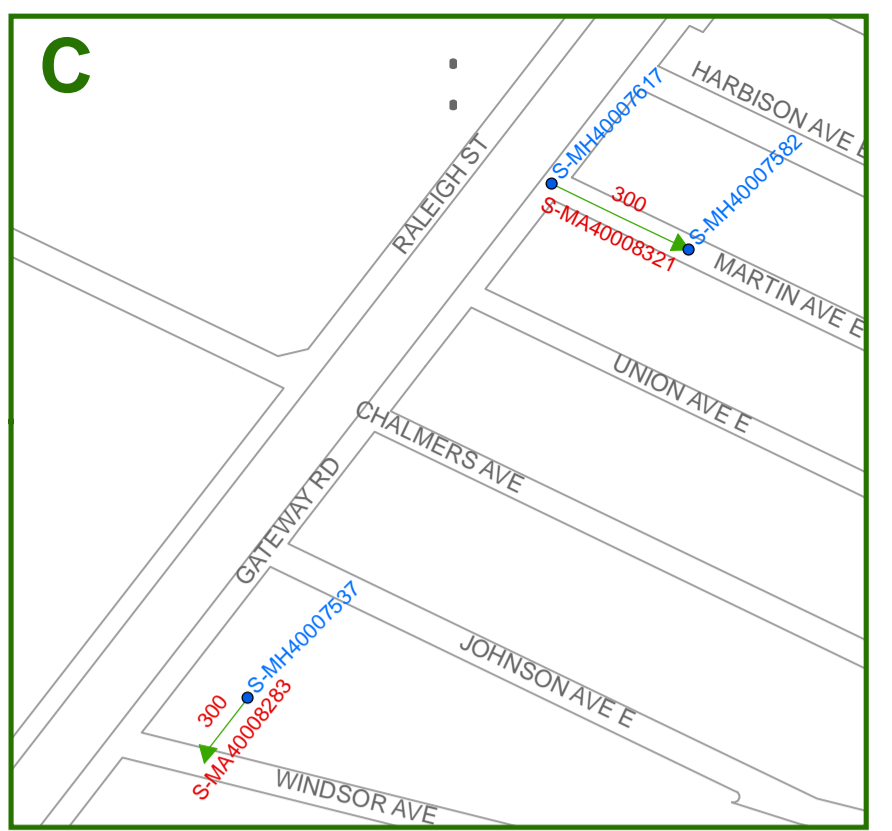 C
HARBISON AVE E
S-MH40007617
S-MH40007582
RALEIGH ST
300
S-MA40008321
MARTIN AVE E
UNION AVE E
CHALMERS AVE
GATEWAY RD
S-MH40007537
JOHNSON AVE E
300
S-MA40008283
WINDSOR AVE